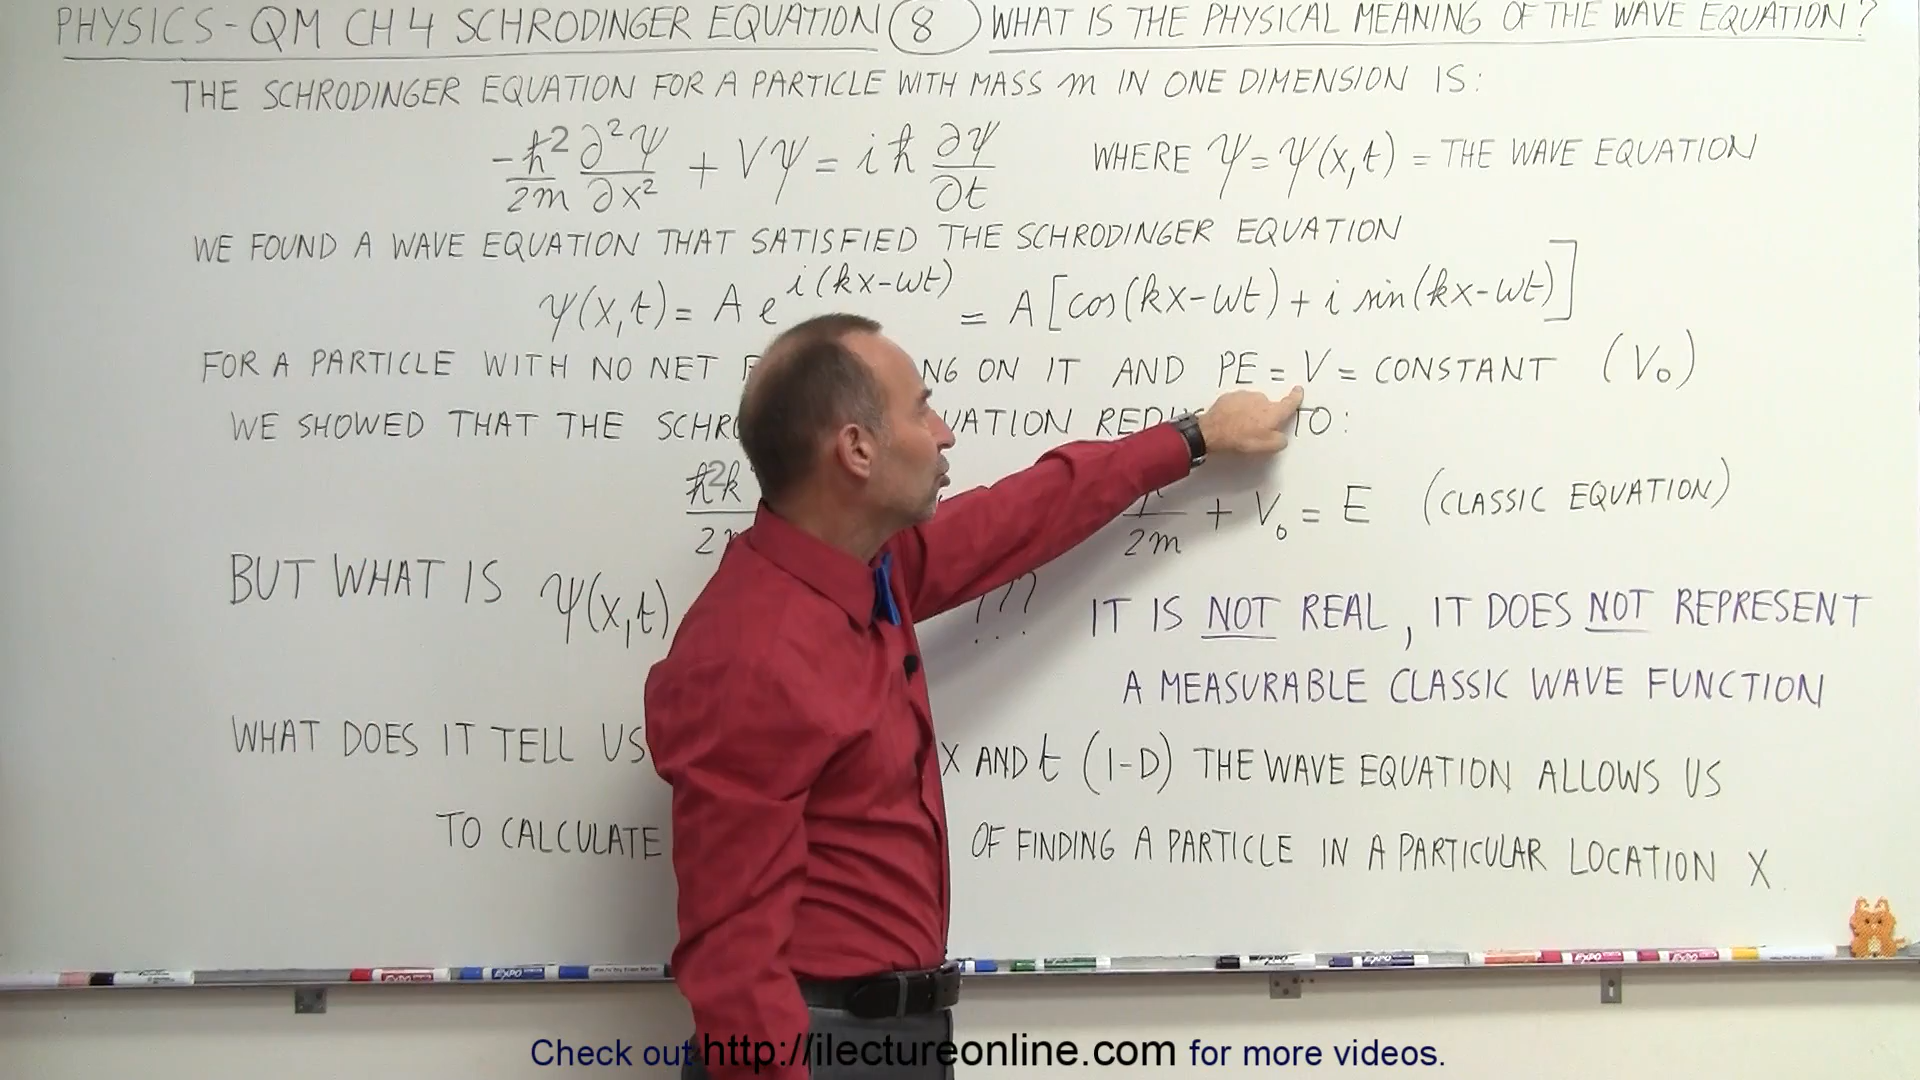 PHYSICS - QM CH 4 SCHRODINGER EQUATION (8) WHAT IS THE PHYSICAL MEANING OF THE WAVE EQUATION?
THE SCHRODINGER EQUATION FOR A PARTICLE WITH MASS m IN ONE DIMENSION IS:
-ℏ²/2m ∂²ψ/∂x² + Vψ = iℏ ∂ψ/∂t WHERE ψ = ψ(x,t) = THE WAVE EQUATION
WE FOUND A WAVE EQUATION THAT SATISFIED THE SCHRODINGER EQUATION
ψ(x,t) = A e^i(kx-ωt) = A [cos(kx-ωt) + i sin(kx-ωt)]
FOR A PARTICLE WITH NO NET NG ON IT AND PE = V = CONSTANT (V₀)
WE SHOWED THAT THE SCHRO UATION REDU TO:
ℏ²k 2m + V₀ = E (CLASSIC EQUATION)
BUT WHAT IS ψ(x,t) ??? IT IS NOT REAL, IT DOES NOT REPRESENT
A MEASURABLE CLASSIC WAVE FUNCTION
WHAT DOES IT TELL US X AND t (1-D) THE WAVE EQUATION ALLOWS US
TO CALCULATE OF FINDING A PARTICLE IN A PARTICULAR LOCATION X
EXPO EXPO EXPO
Check out http://ilectureonline.com for more videos.